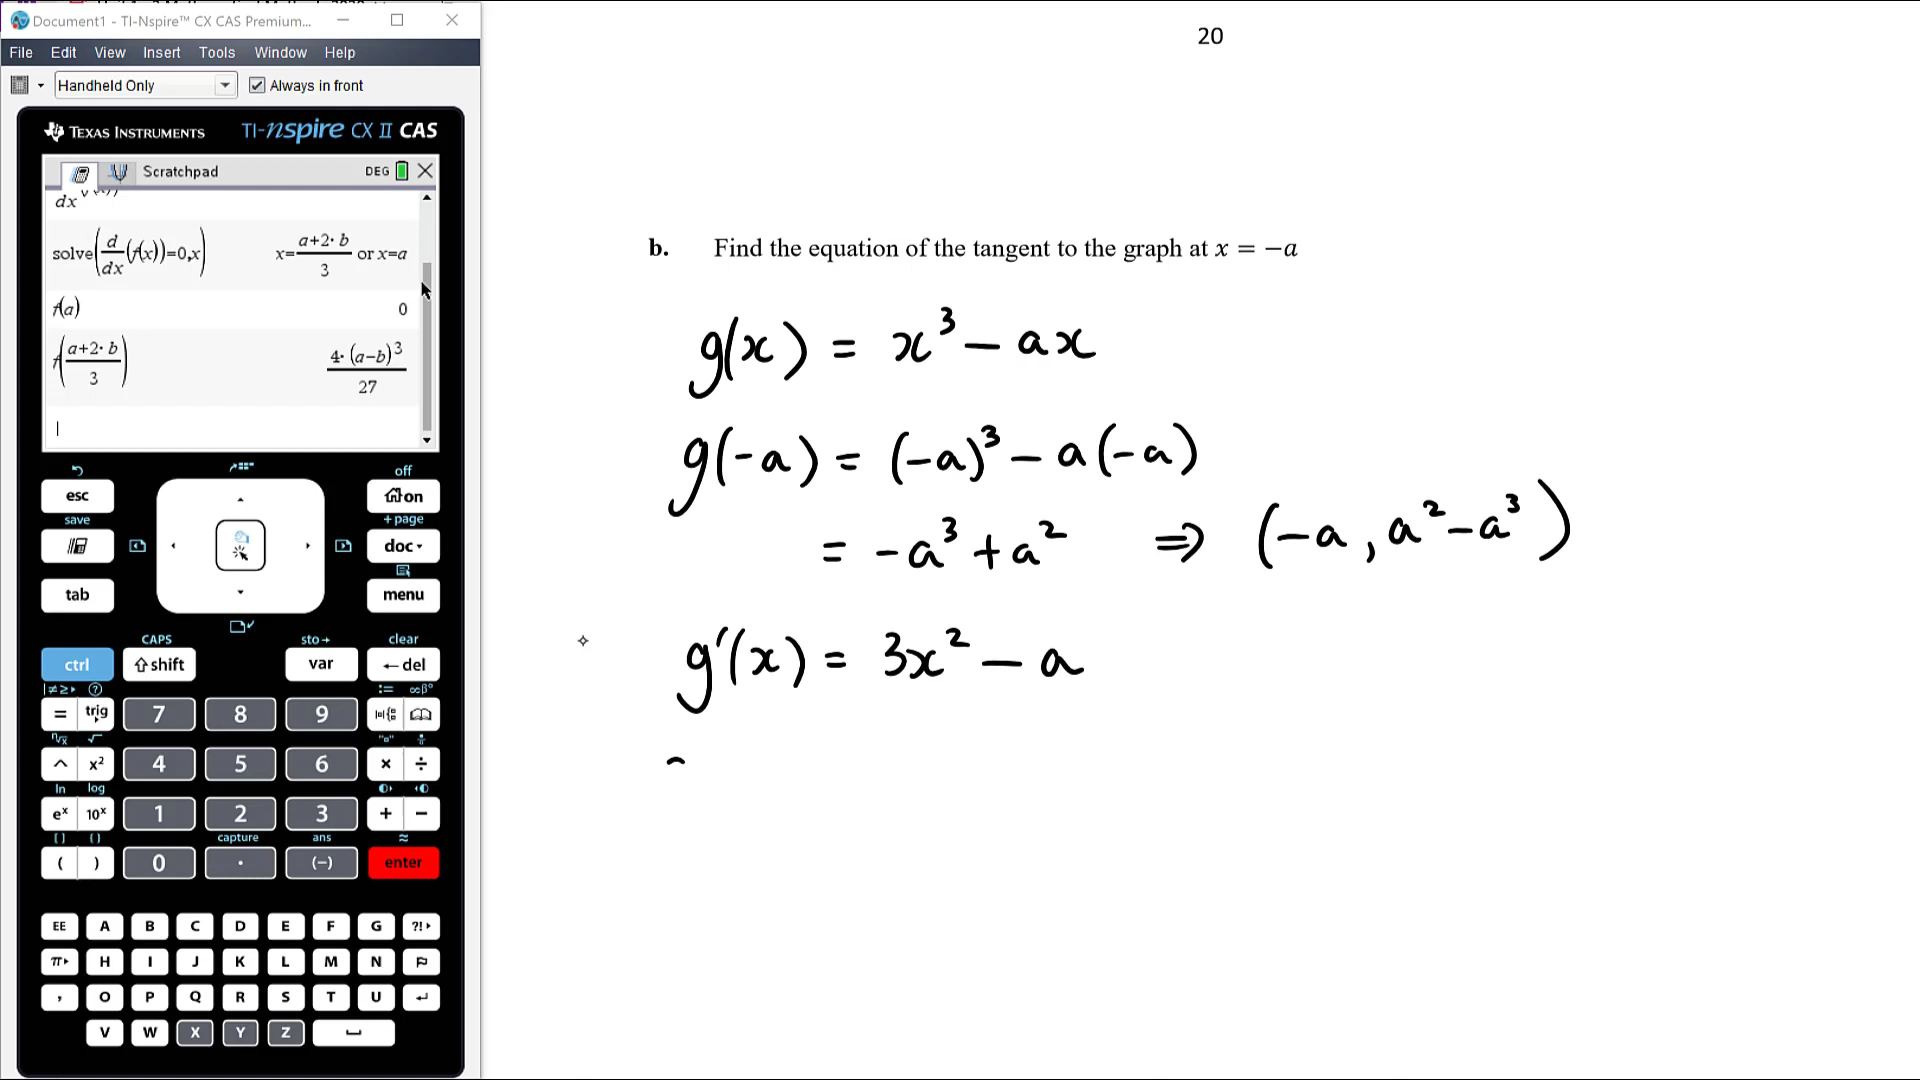 Document1 - TI-Nspire™ CX CAS Premium...
File Edit View Insert Tools Window Help
Handheld Only Always in front
TEXAS INSTRUMENTS TI-nspire CX II CAS
Scratchpad DEG
dx
solve(d/dx(f(x))=0,x) x=(a+2·b)/3 or x=a
f(a) 0
f((a+2·b)/3) 4·(a-b)³/27
off
esc on
save + page
doc
tab menu
CAPS sto→ clear
ctrl shift var ←del
= trig 7 8 9
^ x² 4 5 6 × ÷
ln log
eˣ 10ˣ 1 2 3 + −
[ ] { } capture ans ≈
( ) 0 . (−) enter
EE A B C D E F G ?!▸
π▸ H I J K L M N
, O P Q R S T U ↵
V W X Y Z
20
b. Find the equation of the tangent to the graph at x = −a
g(x) = x³ − ax
g(-a) = (-a)³ − a(-a)
= -a³ + a² ⇒ (-a, a² − a³)
g'(x) = 3x² − a